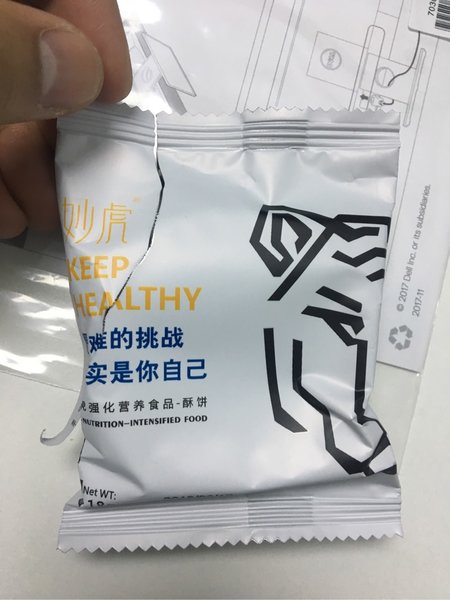 妙虎
KEEP
HEALTHY
难的挑战
实是你自己
强化营养食品-酥饼
NUTRITION-INTENSIFIED FOOD
Net WT:
© 2017 Dell Inc. or its subsidiaries.
2017-11
703